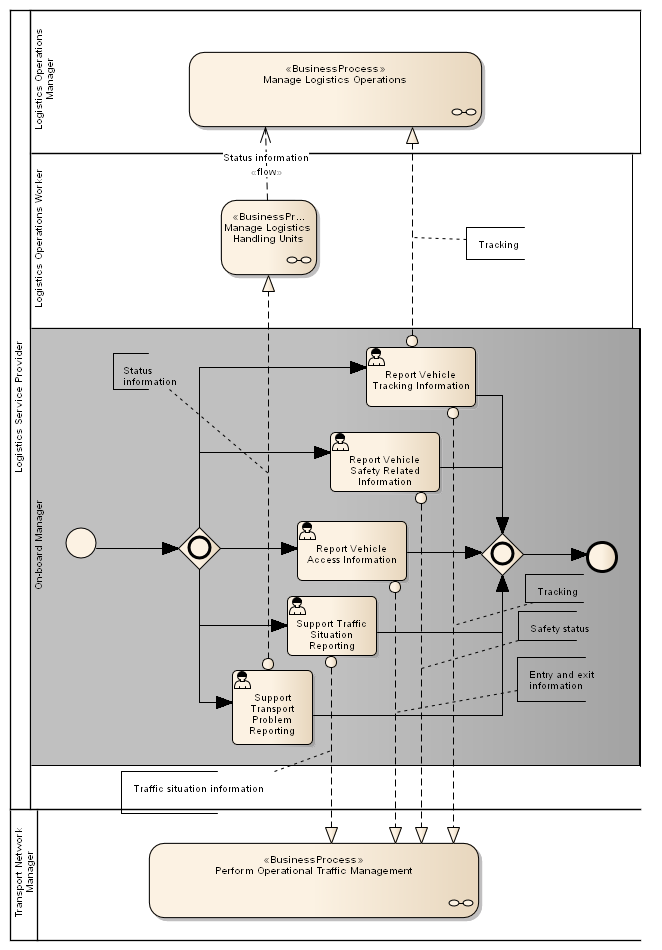 Logistics Service Provider
Logistics Operations
Manager
«BusinessProcess»
Manage Logistics Operations
Status information
«flow»
Logistics Operations Worker
«BusinessPr...
Manage Logistics
Handling Units
Tracking
On-board Manager
Status
information
Report Vehicle
Tracking Information
Report Vehicle
Safety Related
Information
Report Vehicle
Access Information
Support Traffic
Situation
Reporting
Support
Transport
Problem
Reporting
Tracking
Safety status
Entry and exit
information
Traffic situation information
Transport Network
Manager
«BusinessProcess»
Perform Operational Traffic Management